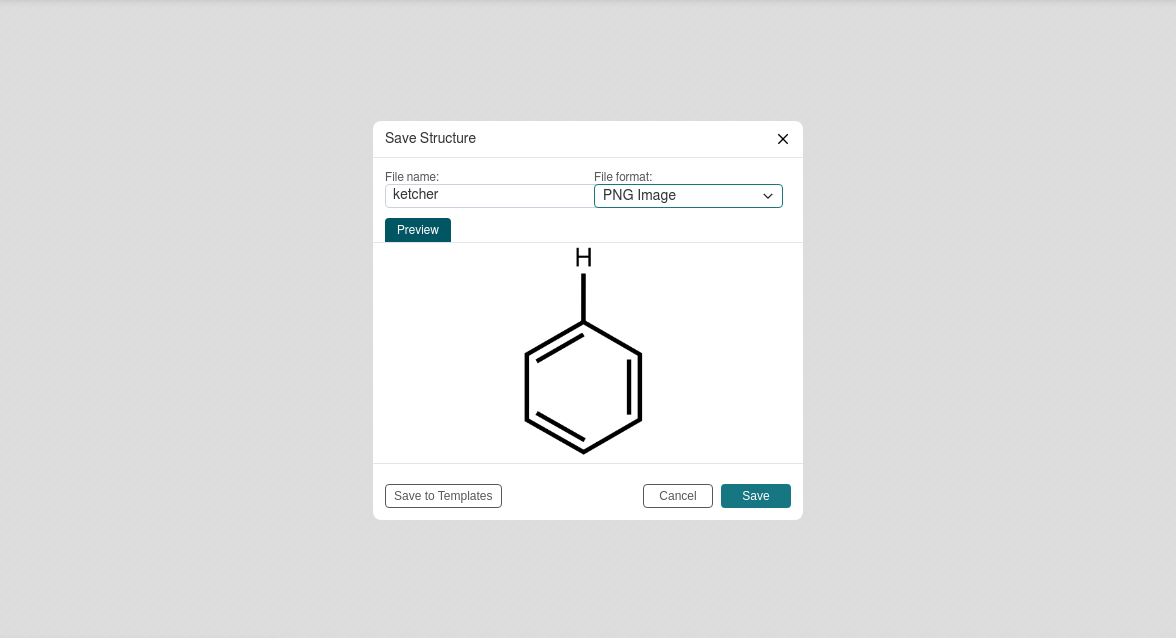 Save Structure
File name:
File format:
ketcher
PNG Image
Preview
H
Save to Templates
Cancel
Save